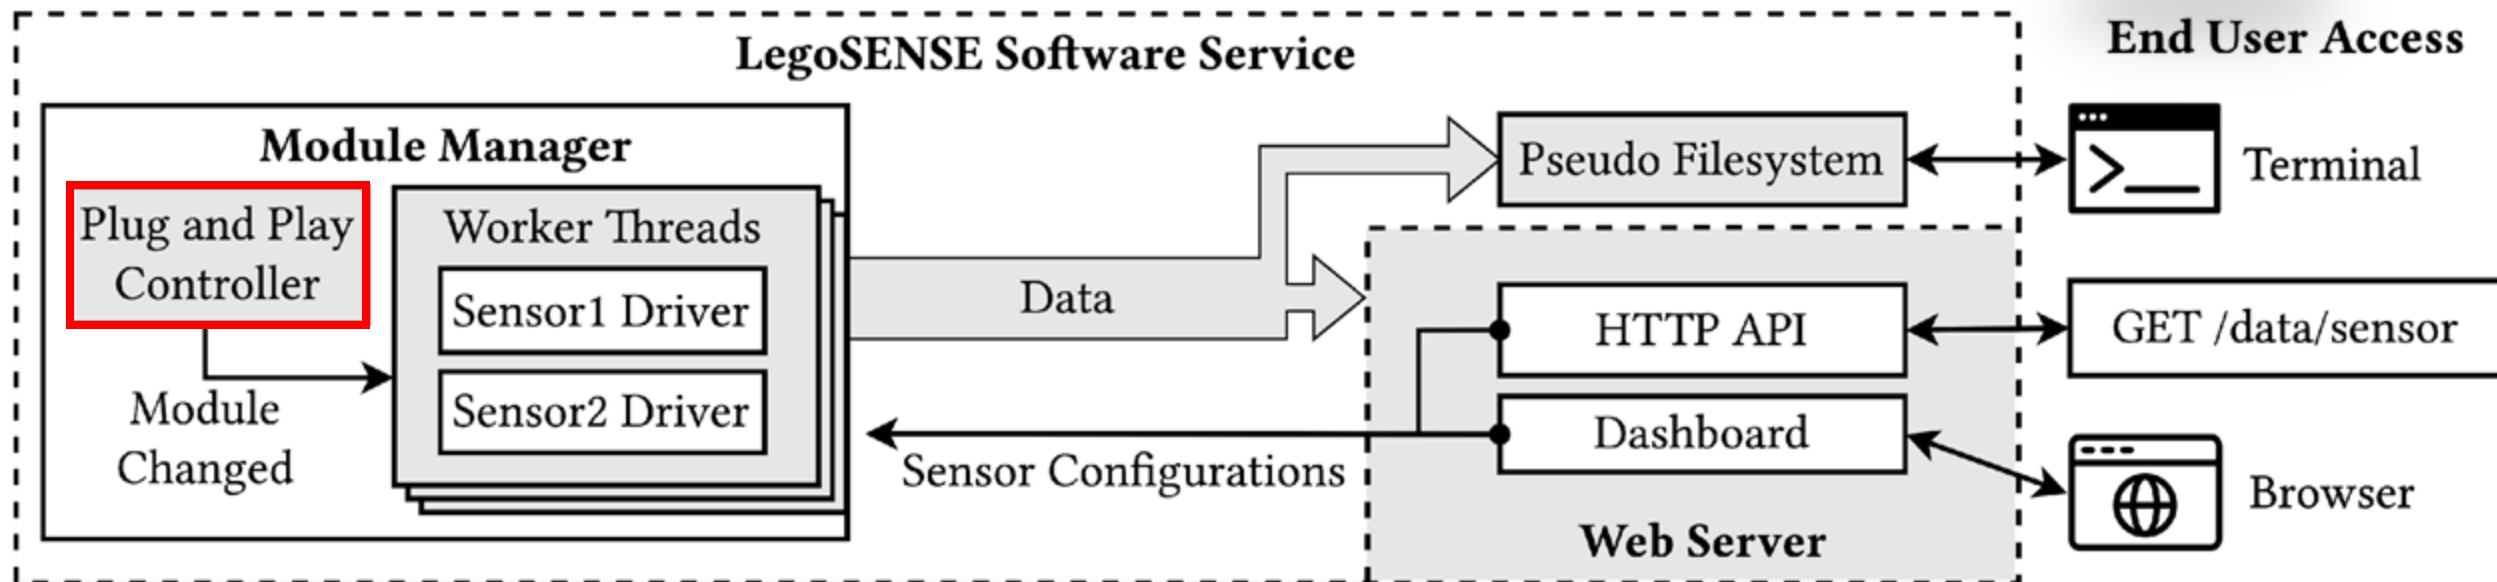 LegoSENSE Software Service
End User Access
Module Manager
Plug and Play
Controller
Worker Threads
Sensor1 Driver
Sensor2 Driver
Module
Changed
Data
Sensor Configurations
Pseudo Filesystem
HTTP API
Dashboard
Web Server
Terminal
GET /data/sensor
Browser